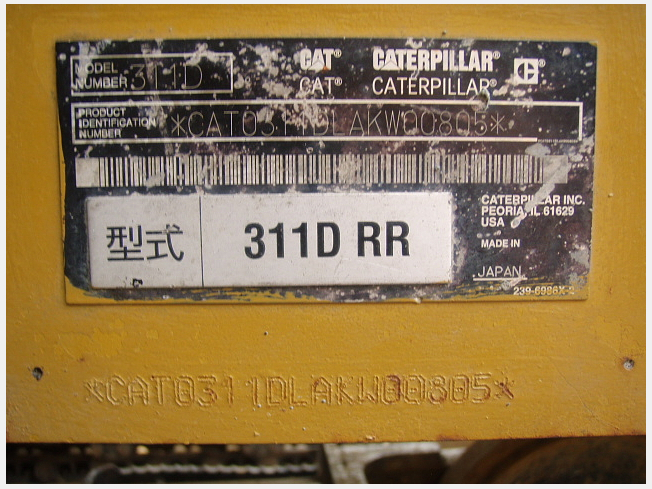 MODEL NUMBER 311D
CAT® CATERPILLAR® C®
CAT® CATERPILLAR®
PRODUCT IDENTIFICATION NUMBER *CAT0311DLAKW00805*
CATERPILLAR INC.
PEORIA, IL 61629
USA
MADE IN
JAPAN
型式 311D RR
*CAT0311DLAKW00805*